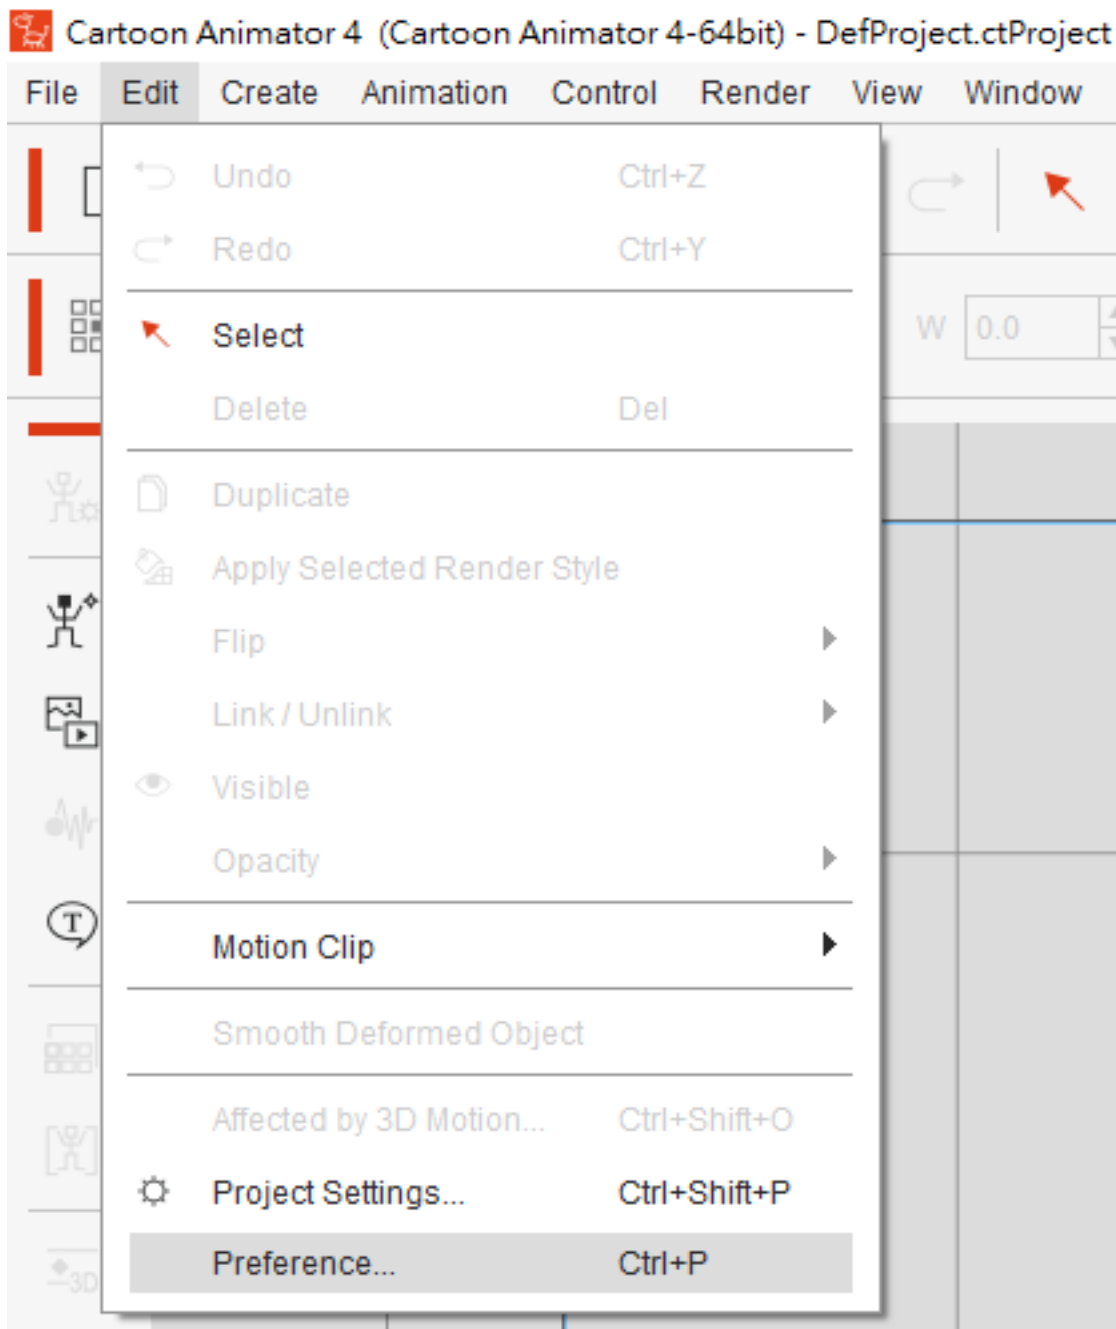 Cartoon Animator 4 (Cartoon Animator 4-64bit) - DefProject.ctProject
File Edit Create Animation Control Render View Window
Undo Ctrl+Z
Redo Ctrl+Y
Select
W 0.0
Delete Del
Duplicate
Apply Selected Render Style
Flip
Link / Unlink
Visible
Opacity
T
Motion Clip
Smooth Deformed Object
Affected by 3D Motion... Ctrl+Shift+O
Project Settings... Ctrl+Shift+P
Preference... Ctrl+P
3D